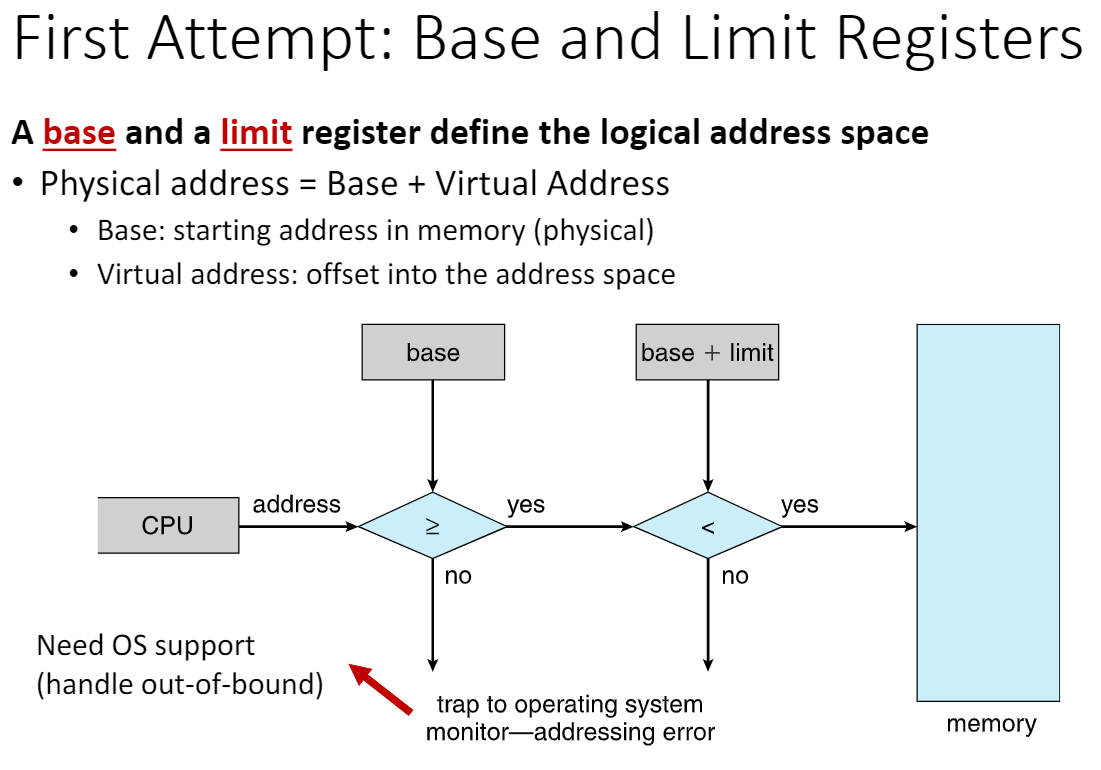 First Attempt: Base and Limit Registers
A base and a limit register define the logical address space
• Physical address = Base + Virtual Address
• Base: starting address in memory (physical)
• Virtual address: offset into the address space
base
base + limit
CPU
address
≥
yes
<
yes
no
no
Need OS support
(handle out-of-bound)
trap to operating system
monitor—addressing error
memory